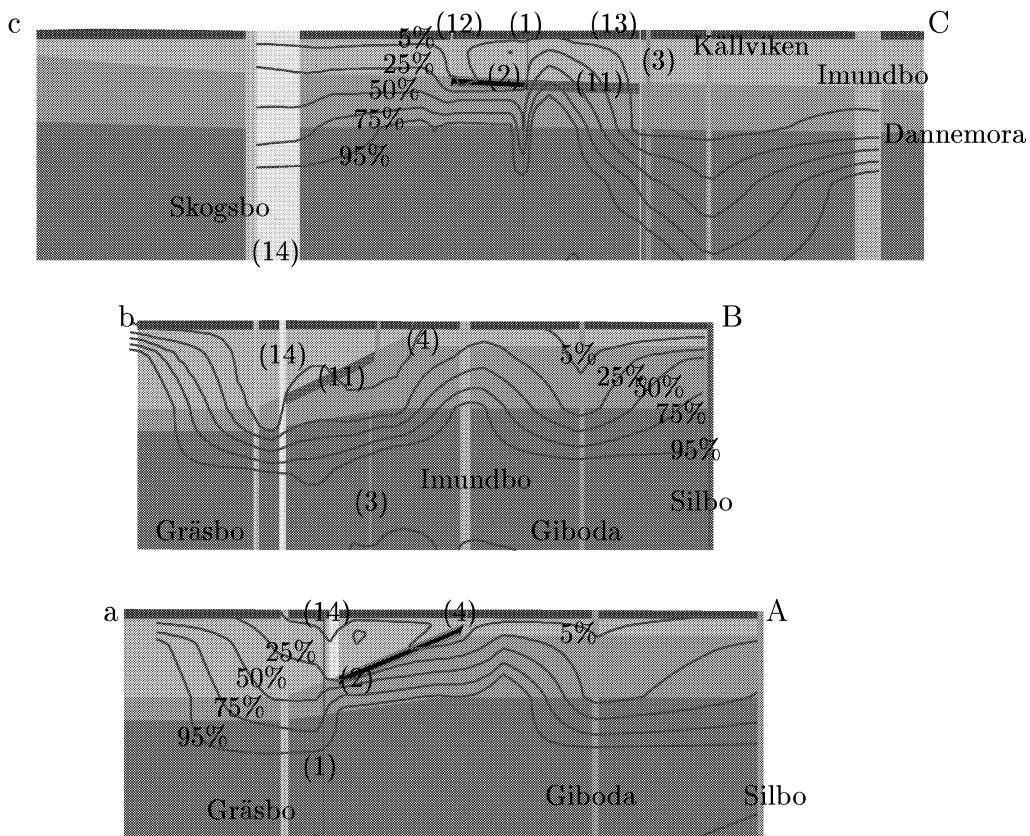 c (12) (1) (13) C
5% Källviken
25% (3)
(2) (11) Imundbo
50%
75% Dannemora
95%
Skogsbo
(14)
b B
(14) (4) 5%
(11) 25% 50%
75%
95%
Imundbo
(3) Silbo
Gräsbo Giboda
a (14) (4) A
5%
25%
50% (2)
75%
95%
(1)
Gräsbo Giboda Silbo